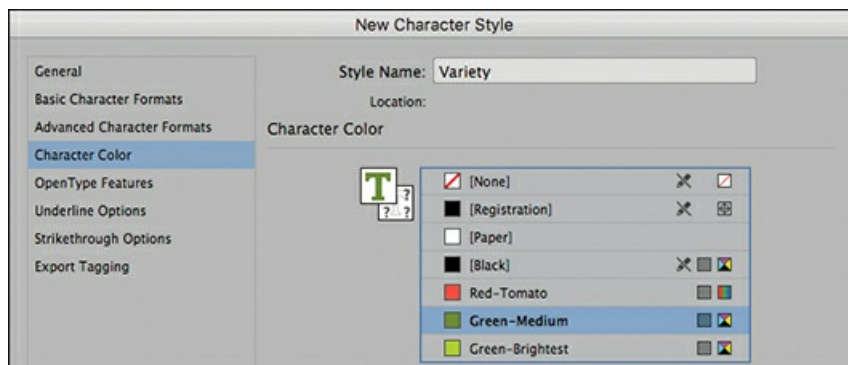 New Character Style
General
Basic Character Formats
Advanced Character Formats
Character Color
OpenType Features
Underline Options
Strikethrough Options
Export Tagging
Style Name: Variety
Location:
Character Color
T
?
? ?
[None]
[Registration]
[Paper]
[Black]
Red-Tomato
Green-Medium
Green-Brightest